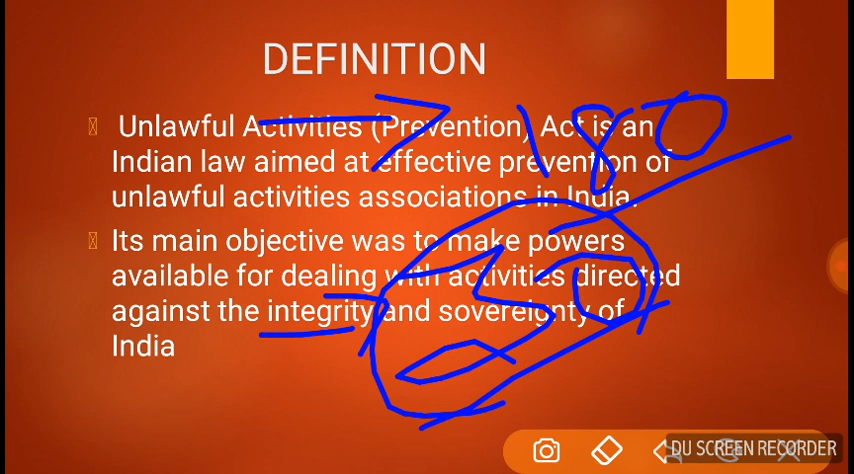 DEFINITION
Unlawful Activities (Prevention) Act is an
Indian law aimed at effective prevention of
unlawful activities associations in India.
Its main objective was to make powers
available for dealing with activities directed
against the integrity and sovereignty of
India
180
DU SCREEN RECORDER